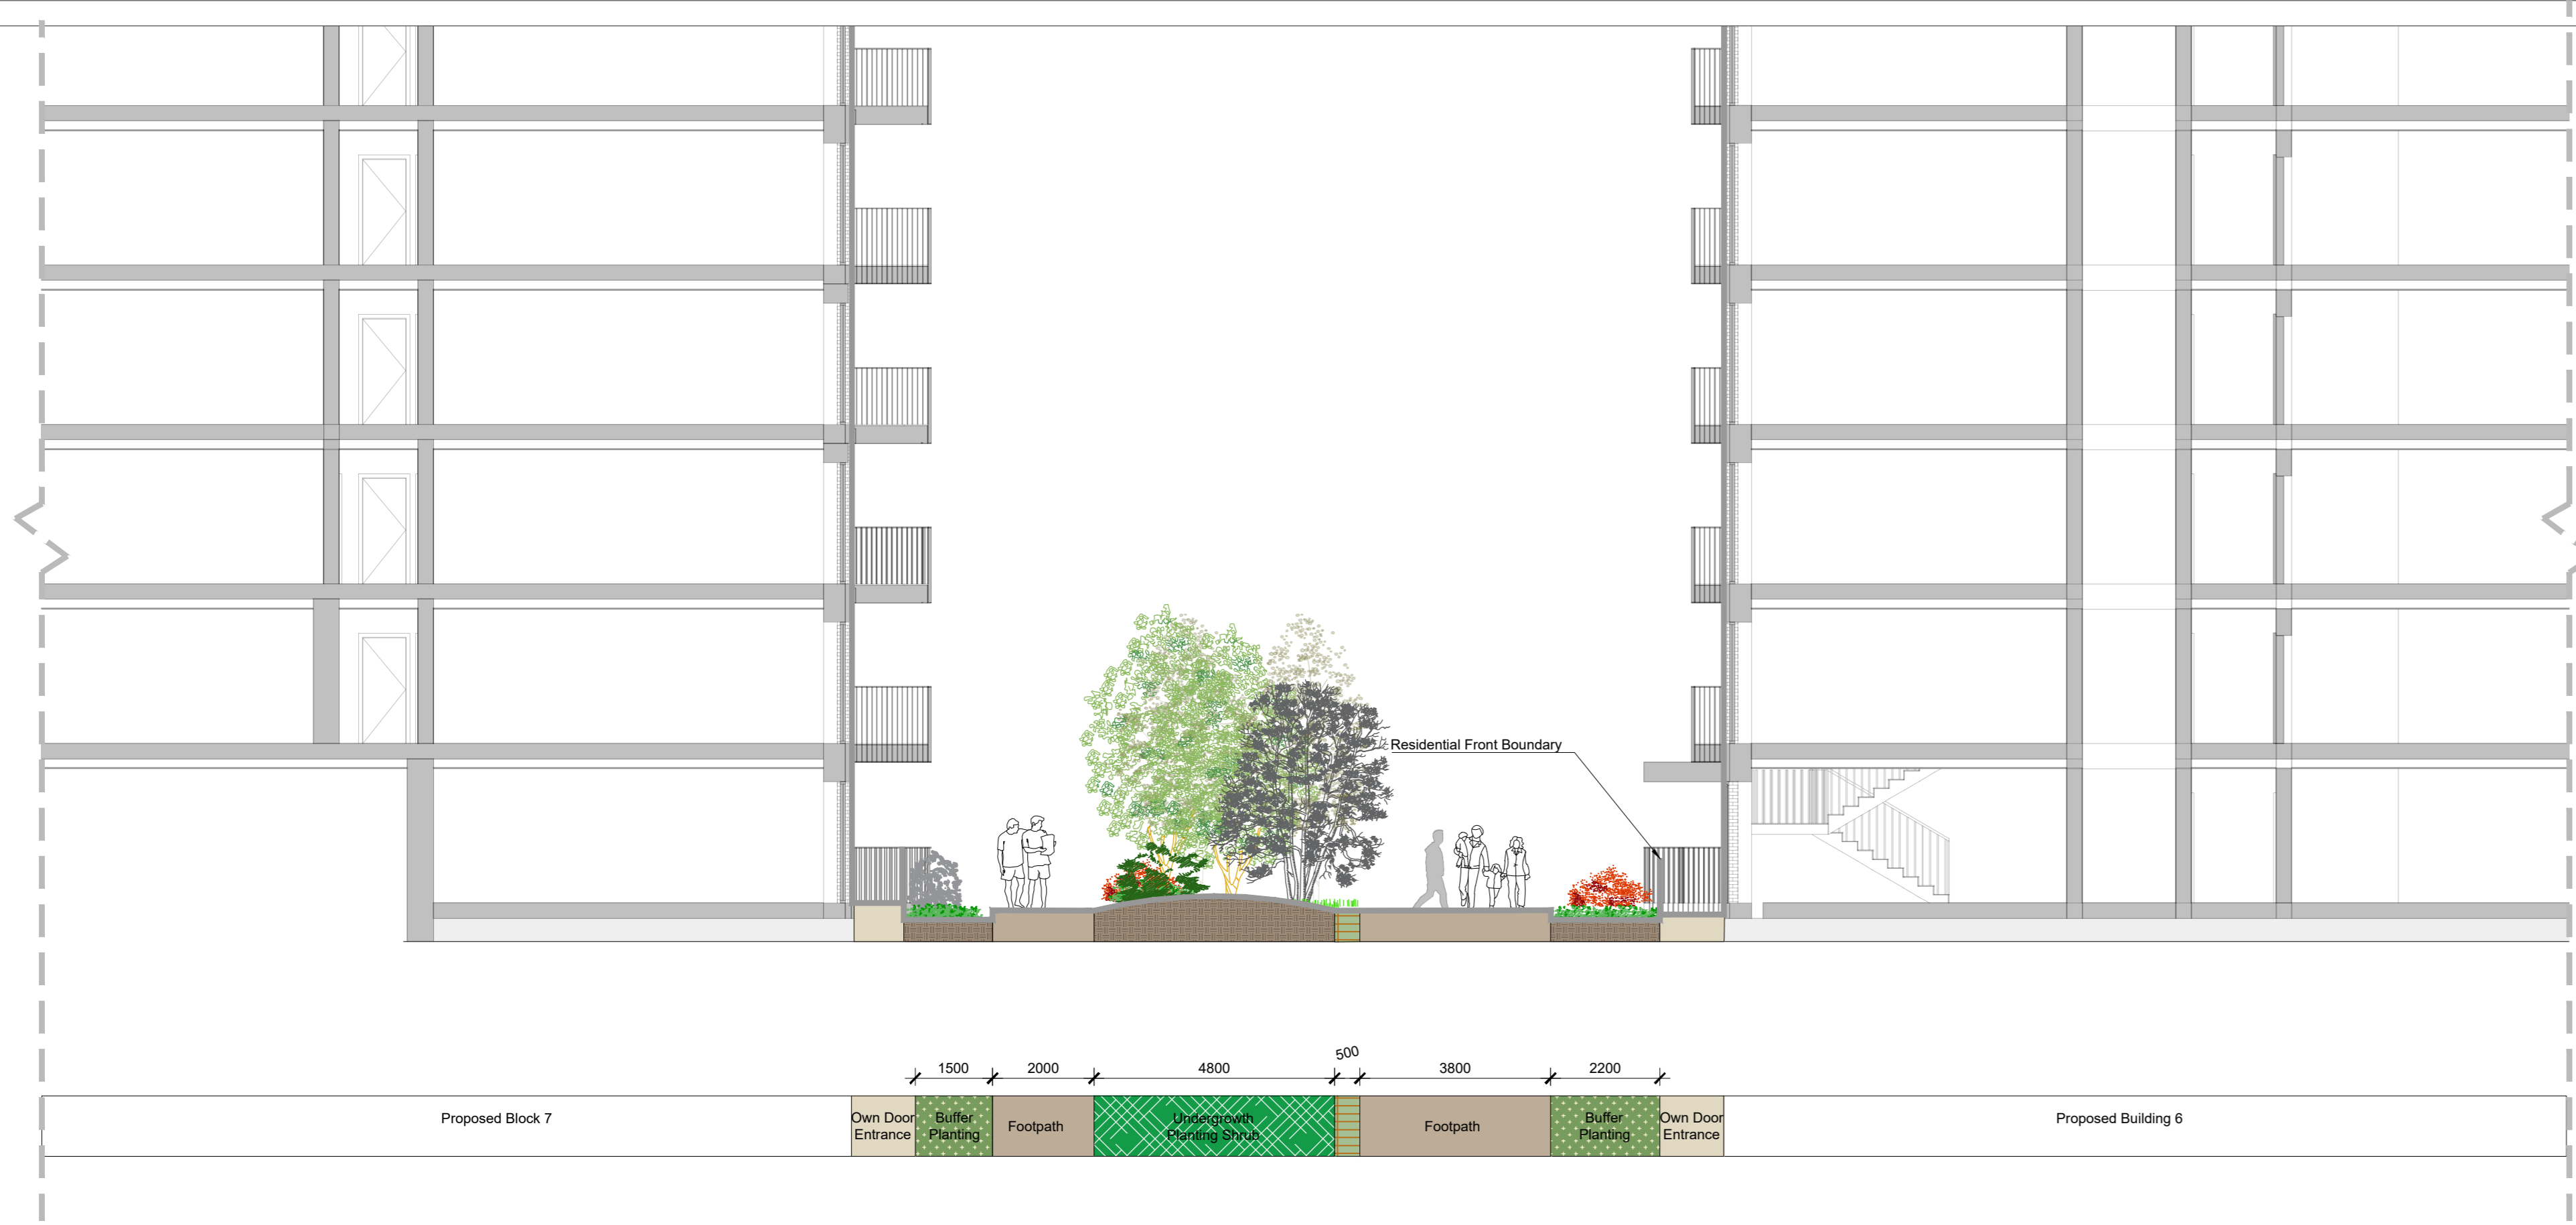 Residential Front Boundary
1500
2000
4800
500
3800
2200
Proposed Block 7
Own Door
Entrance
Buffer
Planting
Footpath
Undergrowth
Planting Shrub
Footpath
Buffer
Planting
Own Door
Entrance
Proposed Building 6